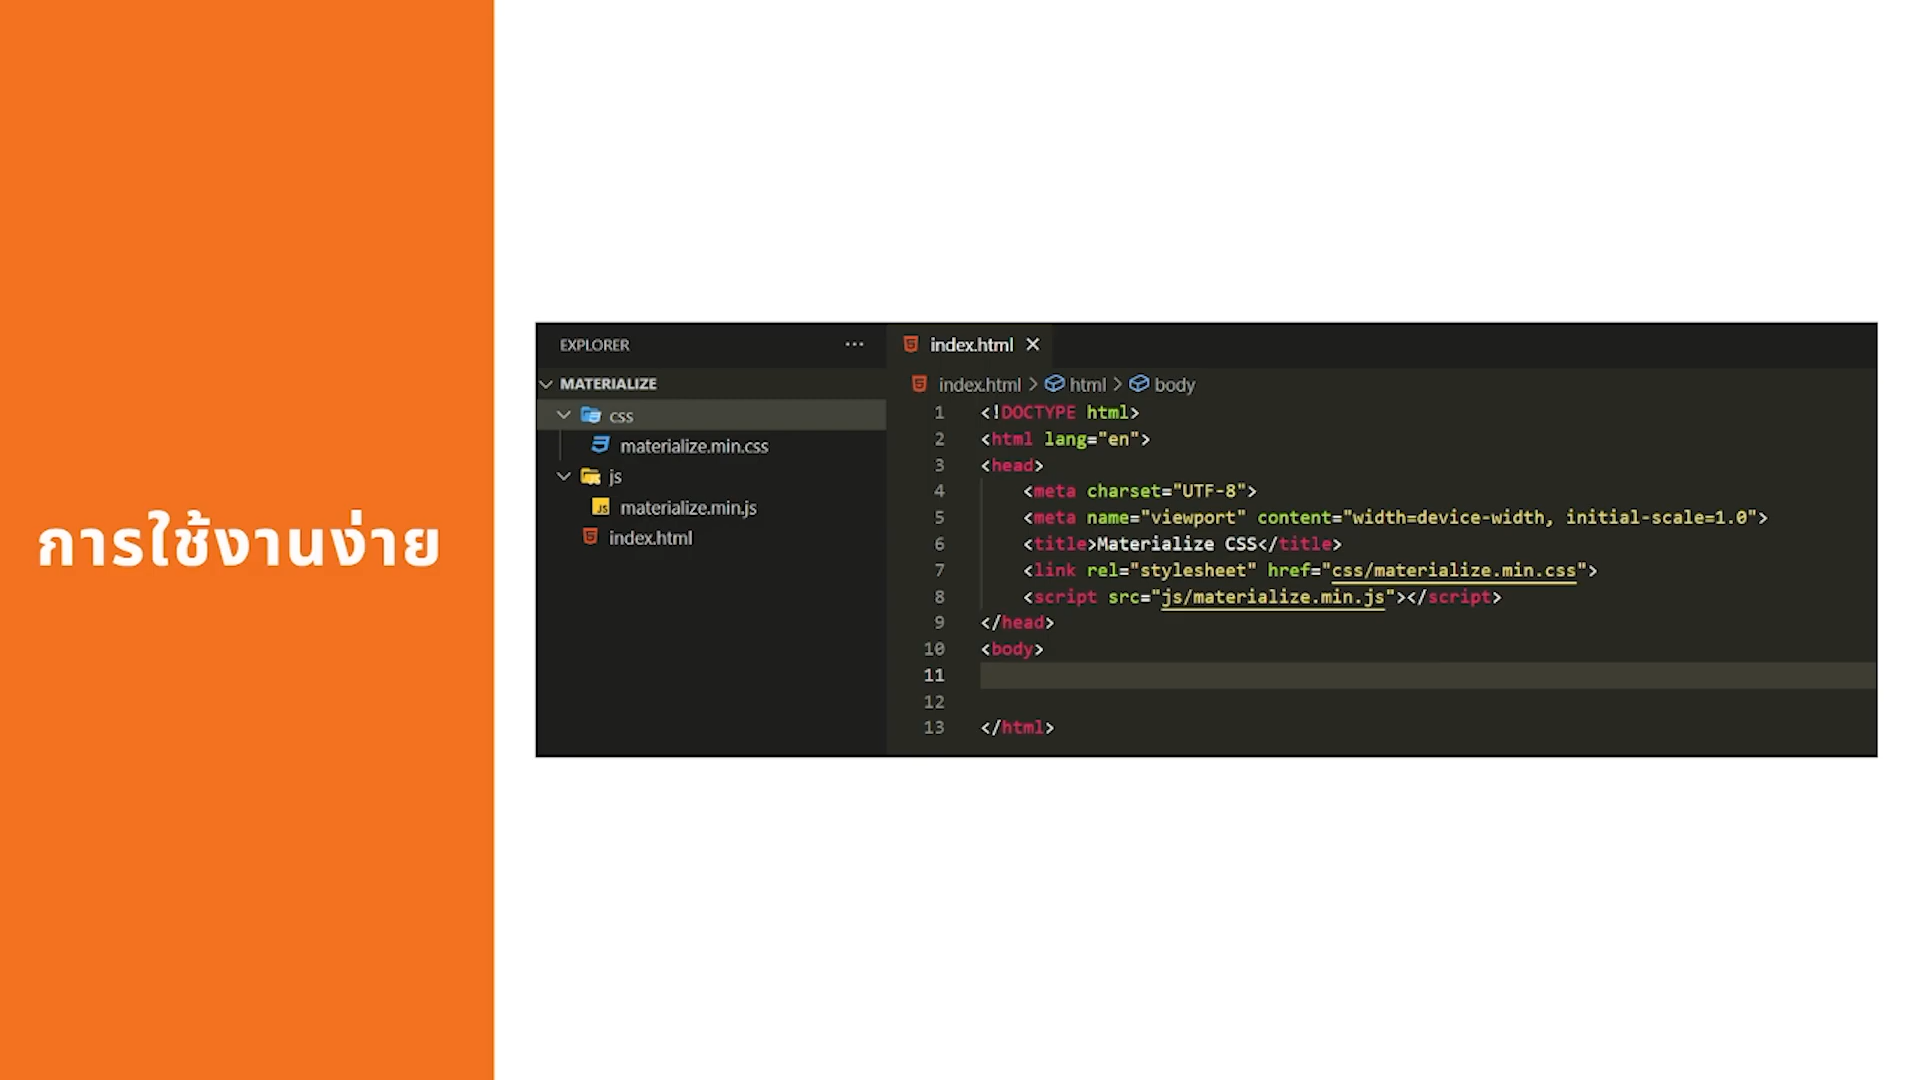 การใช้งานง่าย
EXPLORER ···
MATERIALIZE
css
materialize.min.css
js
materialize.min.js
index.html
index.html
index.html > html > body
1 <!DOCTYPE html>
2 <html lang="en">
3 <head>
4 <meta charset="UTF-8">
5 <meta name="viewport" content="width=device-width, initial-scale=1.0">
6 <title>Materialize CSS</title>
7 <link rel="stylesheet" href="css/materialize.min.css">
8 <script src="js/materialize.min.js"></script>
9 </head>
10 <body>
11
12
13 </html>